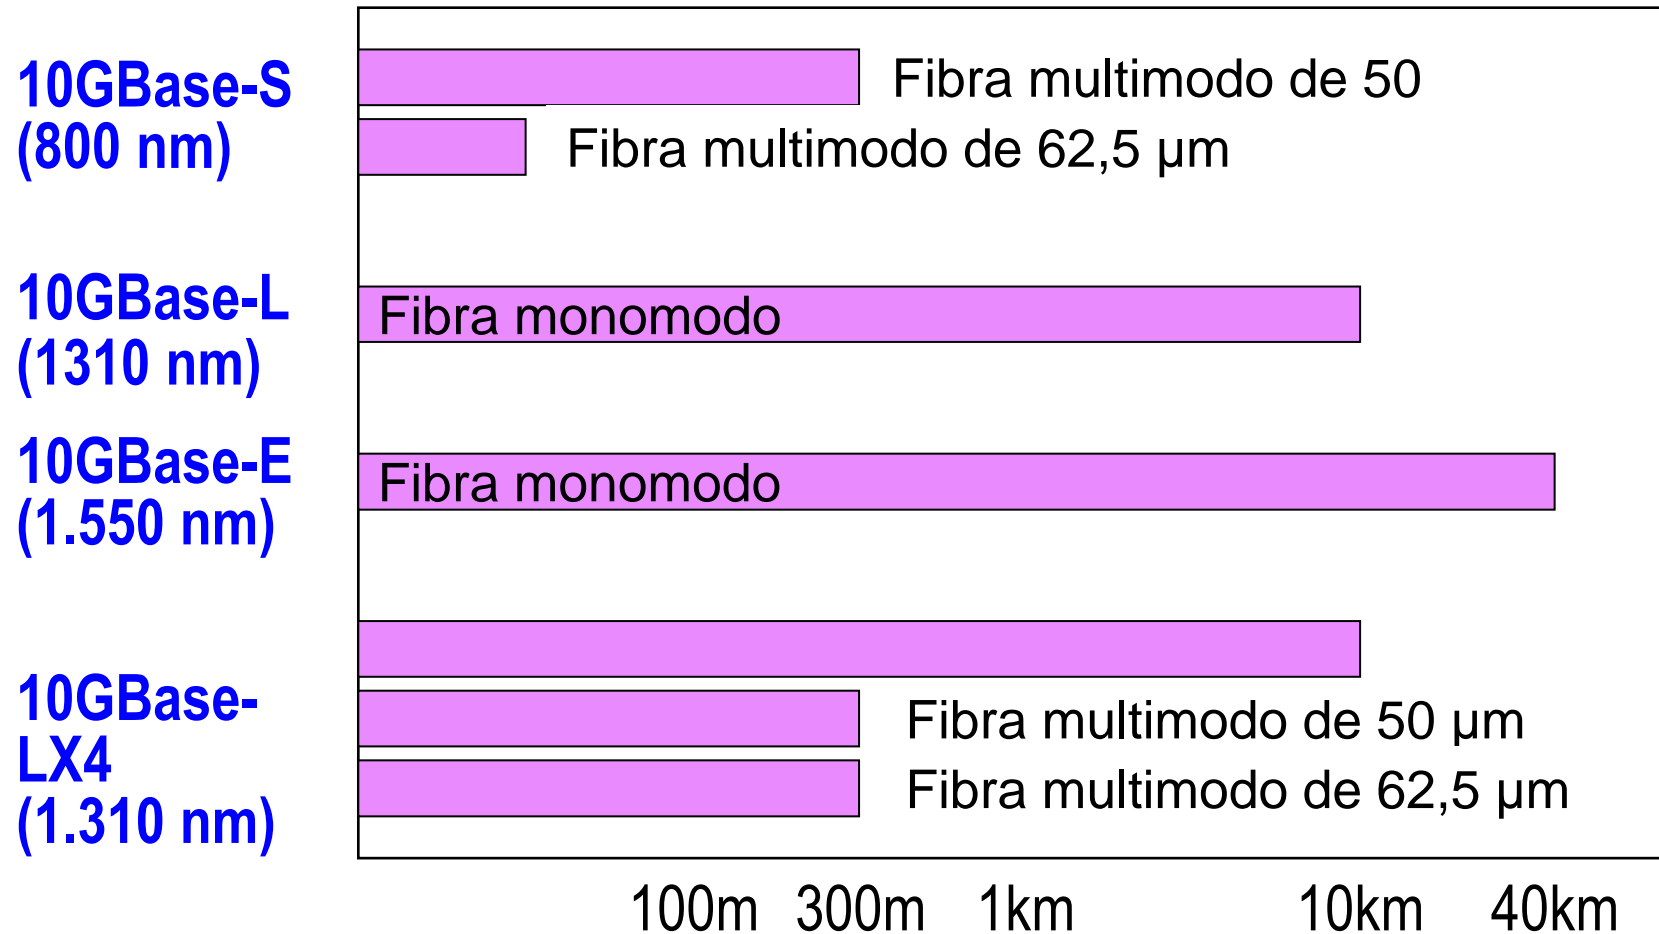 10GBase-S
(800 nm)
Fibra multimodo de 50
Fibra multimodo de 62,5 µm
10GBase-L
(1310 nm)
Fibra monomodo
10GBase-E
(1.550 nm)
Fibra monomodo
10GBase-
LX4
(1.310 nm)
Fibra multimodo de 50 µm
Fibra multimodo de 62,5 µm
100m 300m 1km 10km 40km